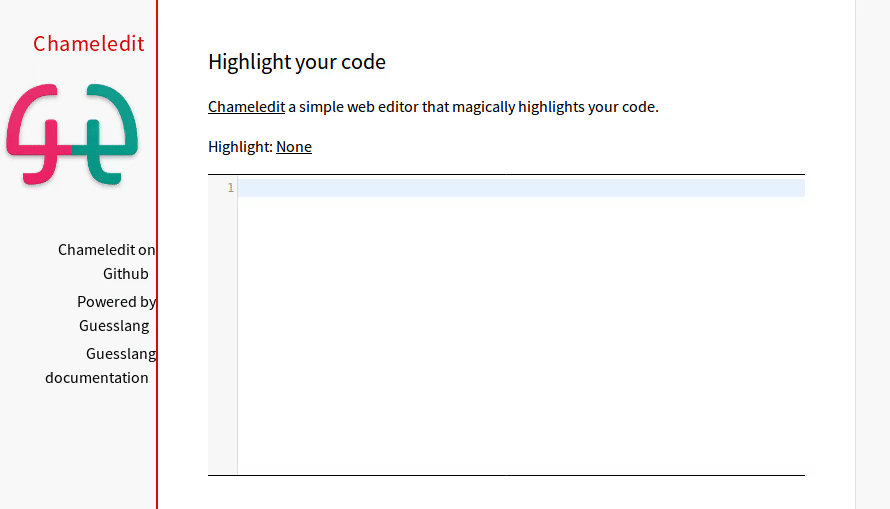 Chameledit
Chameledit on
Github
Powered by
Guesslang
Guesslang
documentation
Highlight your code
Chameledit a simple web editor that magically highlights your code.
Highlight: None
1